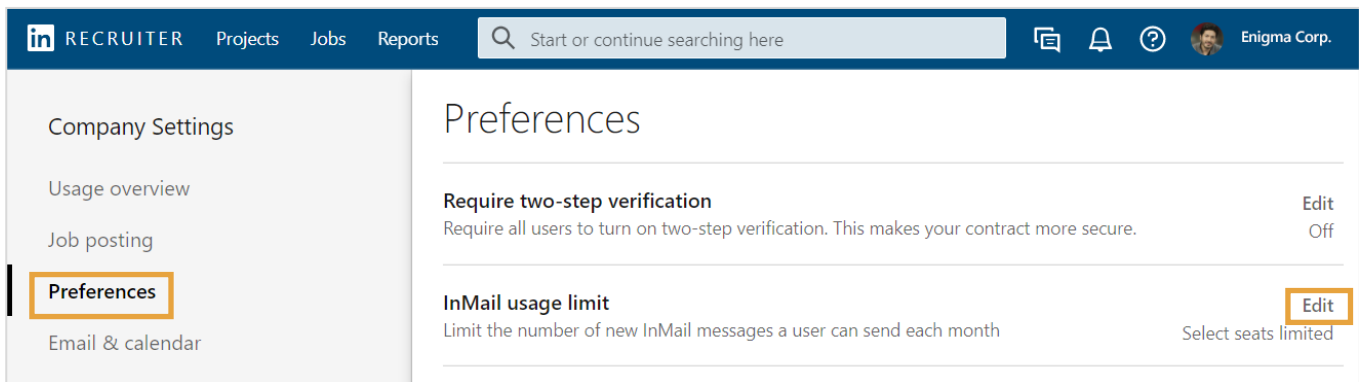 in RECRUITER Projects Jobs Reports Start or continue searching here Enigma Corp.
Company Settings
Usage overview
Job posting
Preferences
Email & calendar
Preferences
Require two-step verification Edit
Require all users to turn on two-step verification. This makes your contract more secure. Off
InMail usage limit Edit
Limit the number of new InMail messages a user can send each month Select seats limited